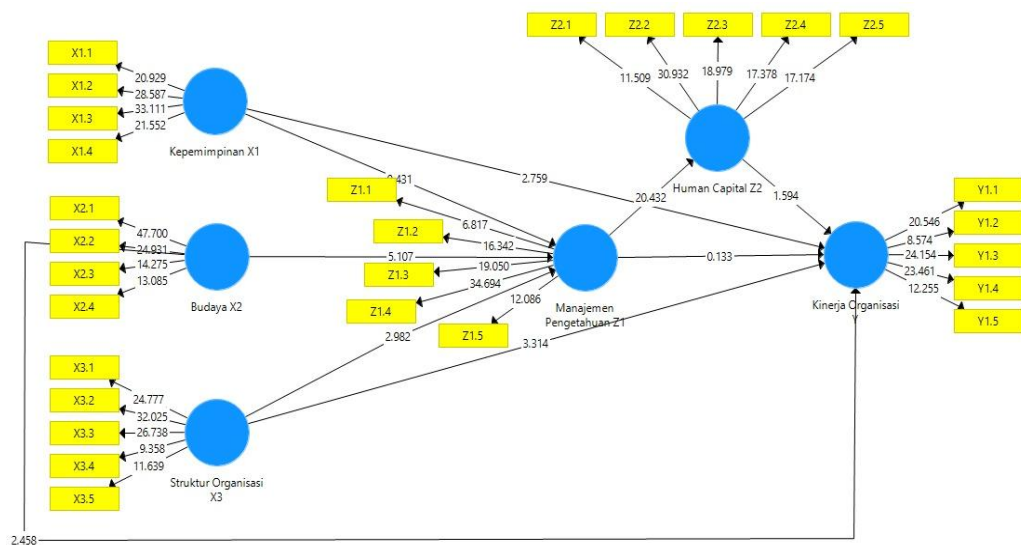 Z2.1
Z2.2
Z2.3
Z2.4
Z2.5
11.509
30.932
18.979
17.378
17.174
Human Capital Z2
X1.1
X1.2
X1.3
X1.4
20.929
28.587
33.111
21.552
Kepemimpinan X1
2.759
20.432
1.594
X2.1
X2.2
X2.3
X2.4
47.700
24.931
14.275
13.085
Budaya X2
5.107
Z1.1
Z1.2
Z1.3
Z1.4
Z1.5
6.817
16.342
19.050
34.694
12.086
Manajemen
Pengetahuan Z1
0.133
Y1.1
Y1.2
Y1.3
Y1.4
Y1.5
20.546
8.574
24.154
23.461
12.255
Kinerja Organisasi
2.982
3.314
X3.1
X3.2
X3.3
X3.4
X3.5
24.777
32.025
26.738
9.358
11.639
Struktur Organisasi
X3
2.458